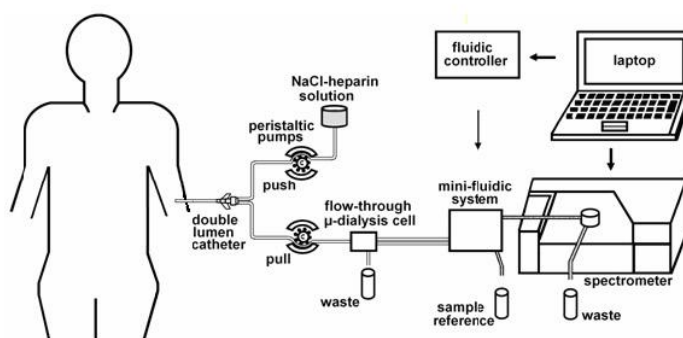 fluidic
controller
laptop
NaCl-heparin
solution
peristaltic
pumps
push
double
lumen
catheter
pull
flow-through
µ-dialysis cell
waste
mini-fluidic
system
sample
reference
spectrometer
waste